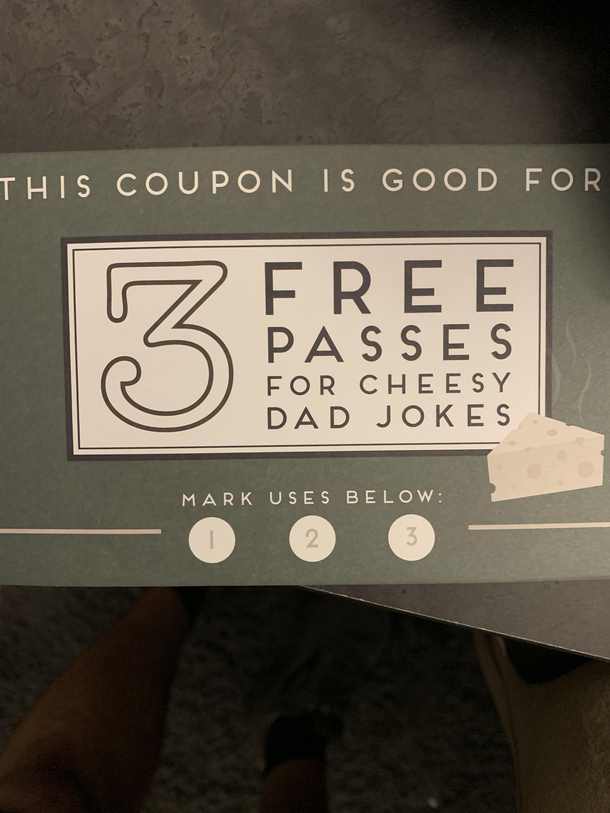 THIS COUPON IS GOOD FOR
3
FREE
PASSES
FOR CHEESY
DAD JOKES
MARK USES BELOW:
1 2 3